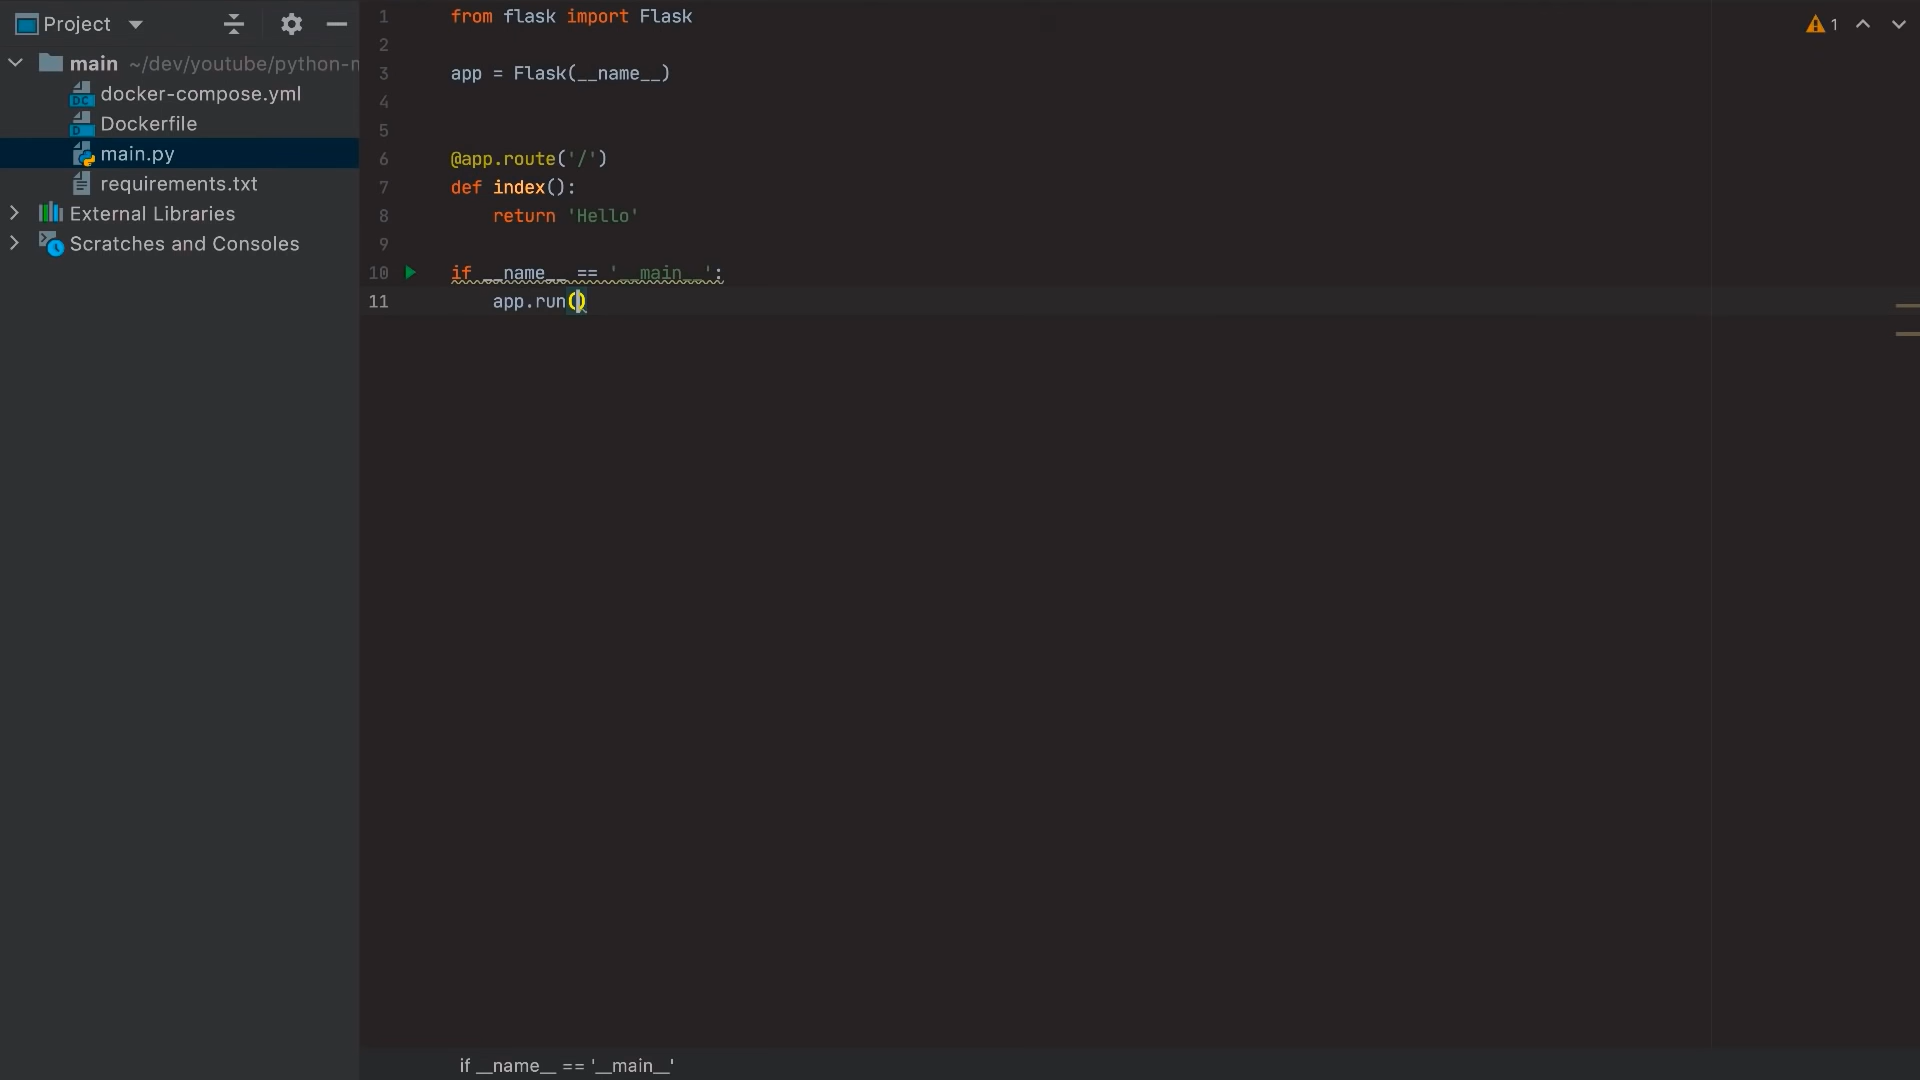 Project
main ~/dev/youtube/python-
docker-compose.yml
Dockerfile
main.py
requirements.txt
External Libraries
Scratches and Consoles
1 from flask import Flask
2
3 app = Flask(__name__)
4
5
6 @app.route('/')
7 def index():
8     return 'Hello'
9
10 if __name__ == '__main__':
11     app.run()
1
if __name__ == '__main__'